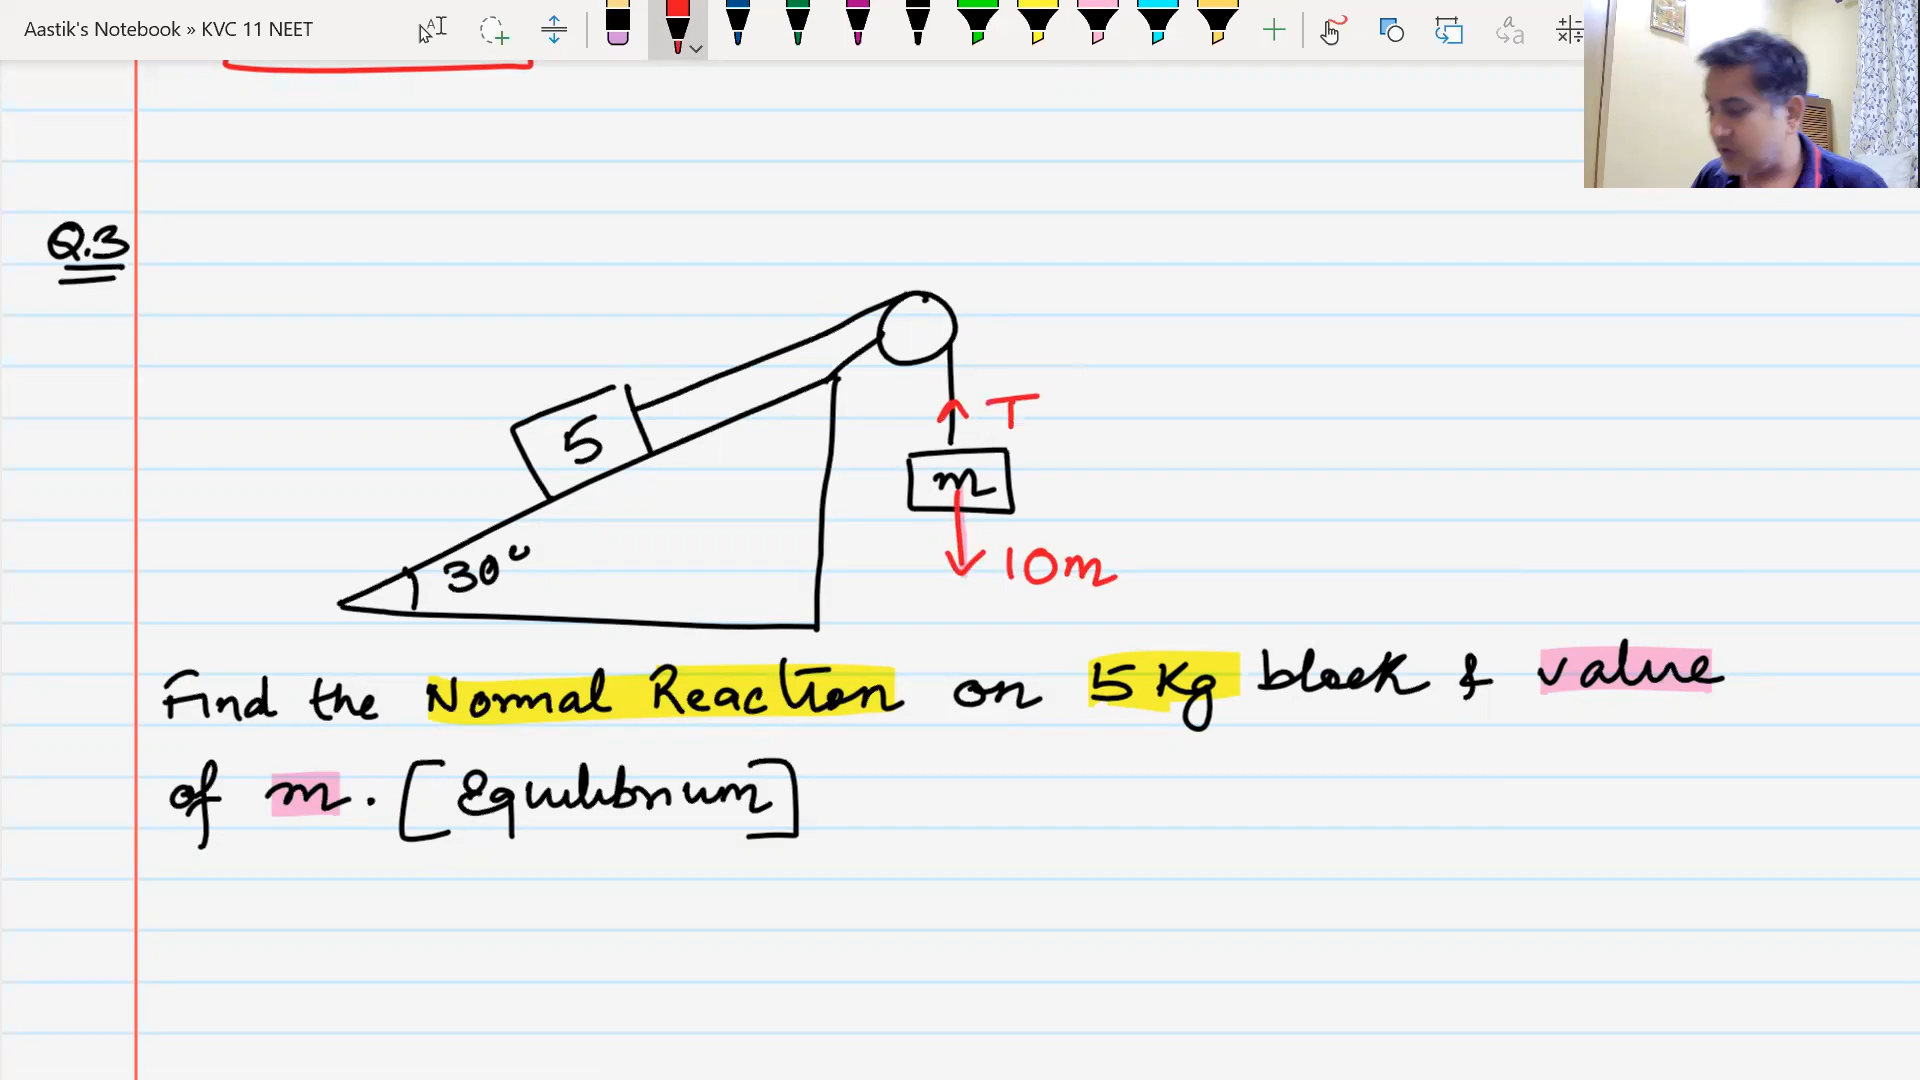 Aastik's Notebook » KVC 11 NEET
Q.3
5
T
m
30°
10m
Find the Normal Reaction on 5 Kg block & value
of m. [Equilibrium]